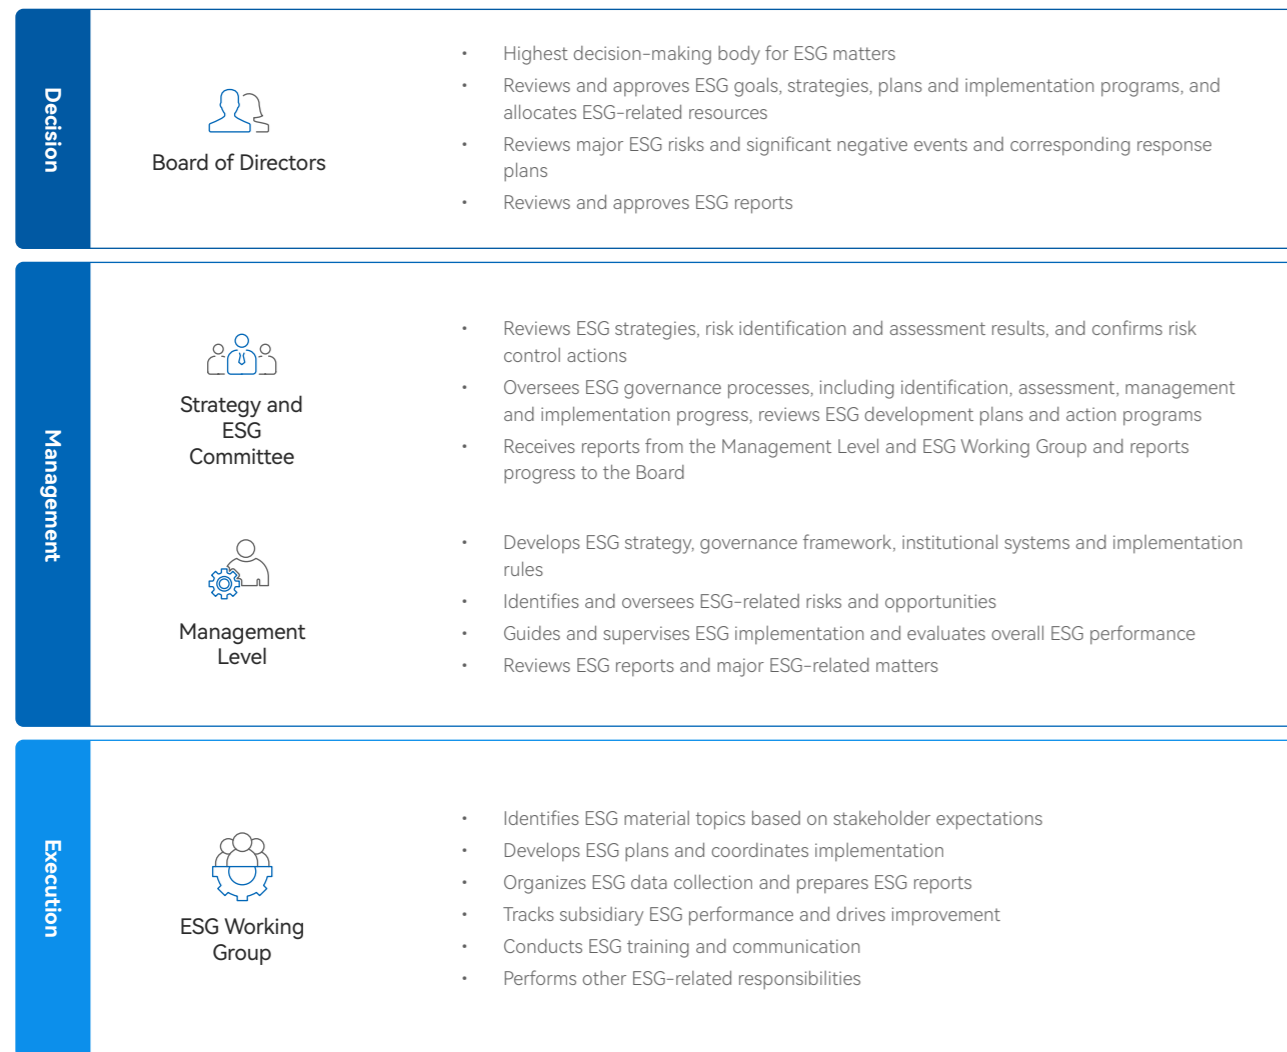 Decision
Board of Directors
• Highest decision-making body for ESG matters
• Reviews and approves ESG goals, strategies, plans and implementation programs, and
allocates ESG-related resources
• Reviews major ESG risks and significant negative events and corresponding response
plans
• Reviews and approves ESG reports
Management
Strategy and
ESG
Committee
• Reviews ESG strategies, risk identification and assessment results, and confirms risk
control actions
• Oversees ESG governance processes, including identification, assessment, management
and implementation progress, reviews ESG development plans and action programs
• Receives reports from the Management Level and ESG Working Group and reports
progress to the Board
Management
Level
• Develops ESG strategy, governance framework, institutional systems and implementation
rules
• Identifies and oversees ESG-related risks and opportunities
• Guides and supervises ESG implementation and evaluates overall ESG performance
• Reviews ESG reports and major ESG-related matters
Execution
ESG Working
Group
• Identifies ESG material topics based on stakeholder expectations
• Develops ESG plans and coordinates implementation
• Organizes ESG data collection and prepares ESG reports
• Tracks subsidiary ESG performance and drives improvement
• Conducts ESG training and communication
• Performs other ESG-related responsibilities